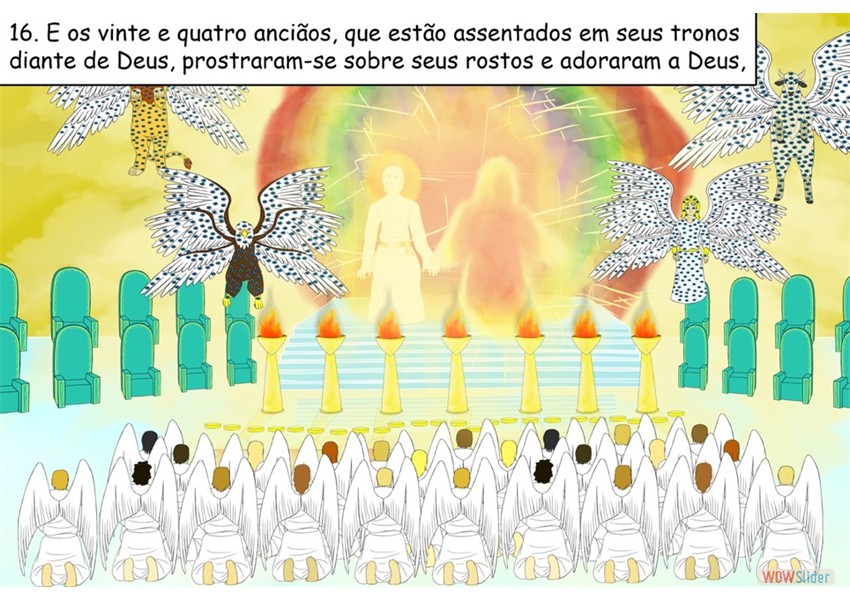 16. E os vinte e quatro anciãos, que estão assentados em seus tronos
diante de Deus, prostraram-se sobre seus rostos e adoraram a Deus,
WOWSlider